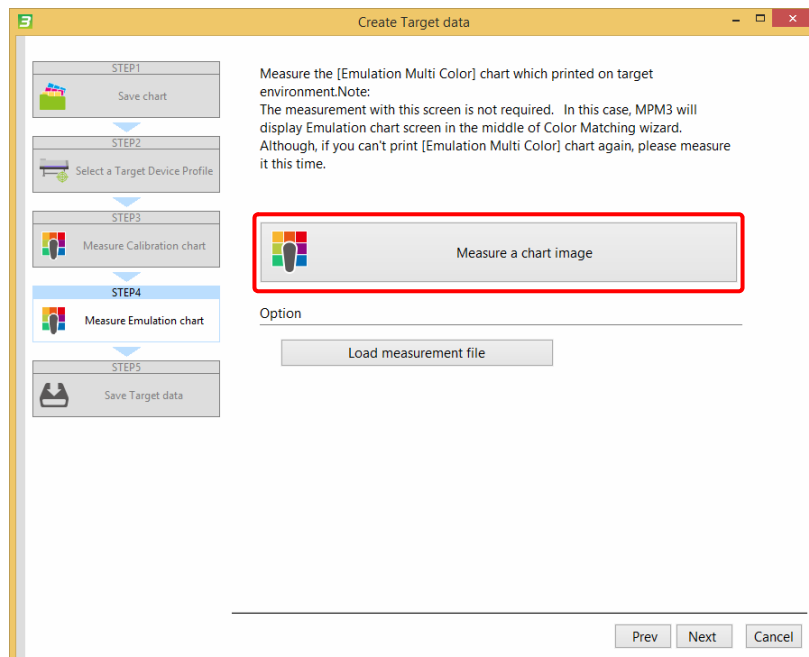 Create Target data
STEP1
Save chart
STEP2
Select a Target Device Profile
STEP3
Measure Calibration chart
STEP4
Measure Emulation chart
STEP5
Save Target data
Measure the [Emulation Multi Color] chart which printed on target
environment.Note:
The measurement with this screen is not required.   In this case, MPM3 will
display Emulation chart screen in the middle of Color Matching wizard.
Although, if you can't print [Emulation Multi Color] chart again, please measure
it this time.
Measure a chart image
Option
Load measurement file
Prev
Next
Cancel